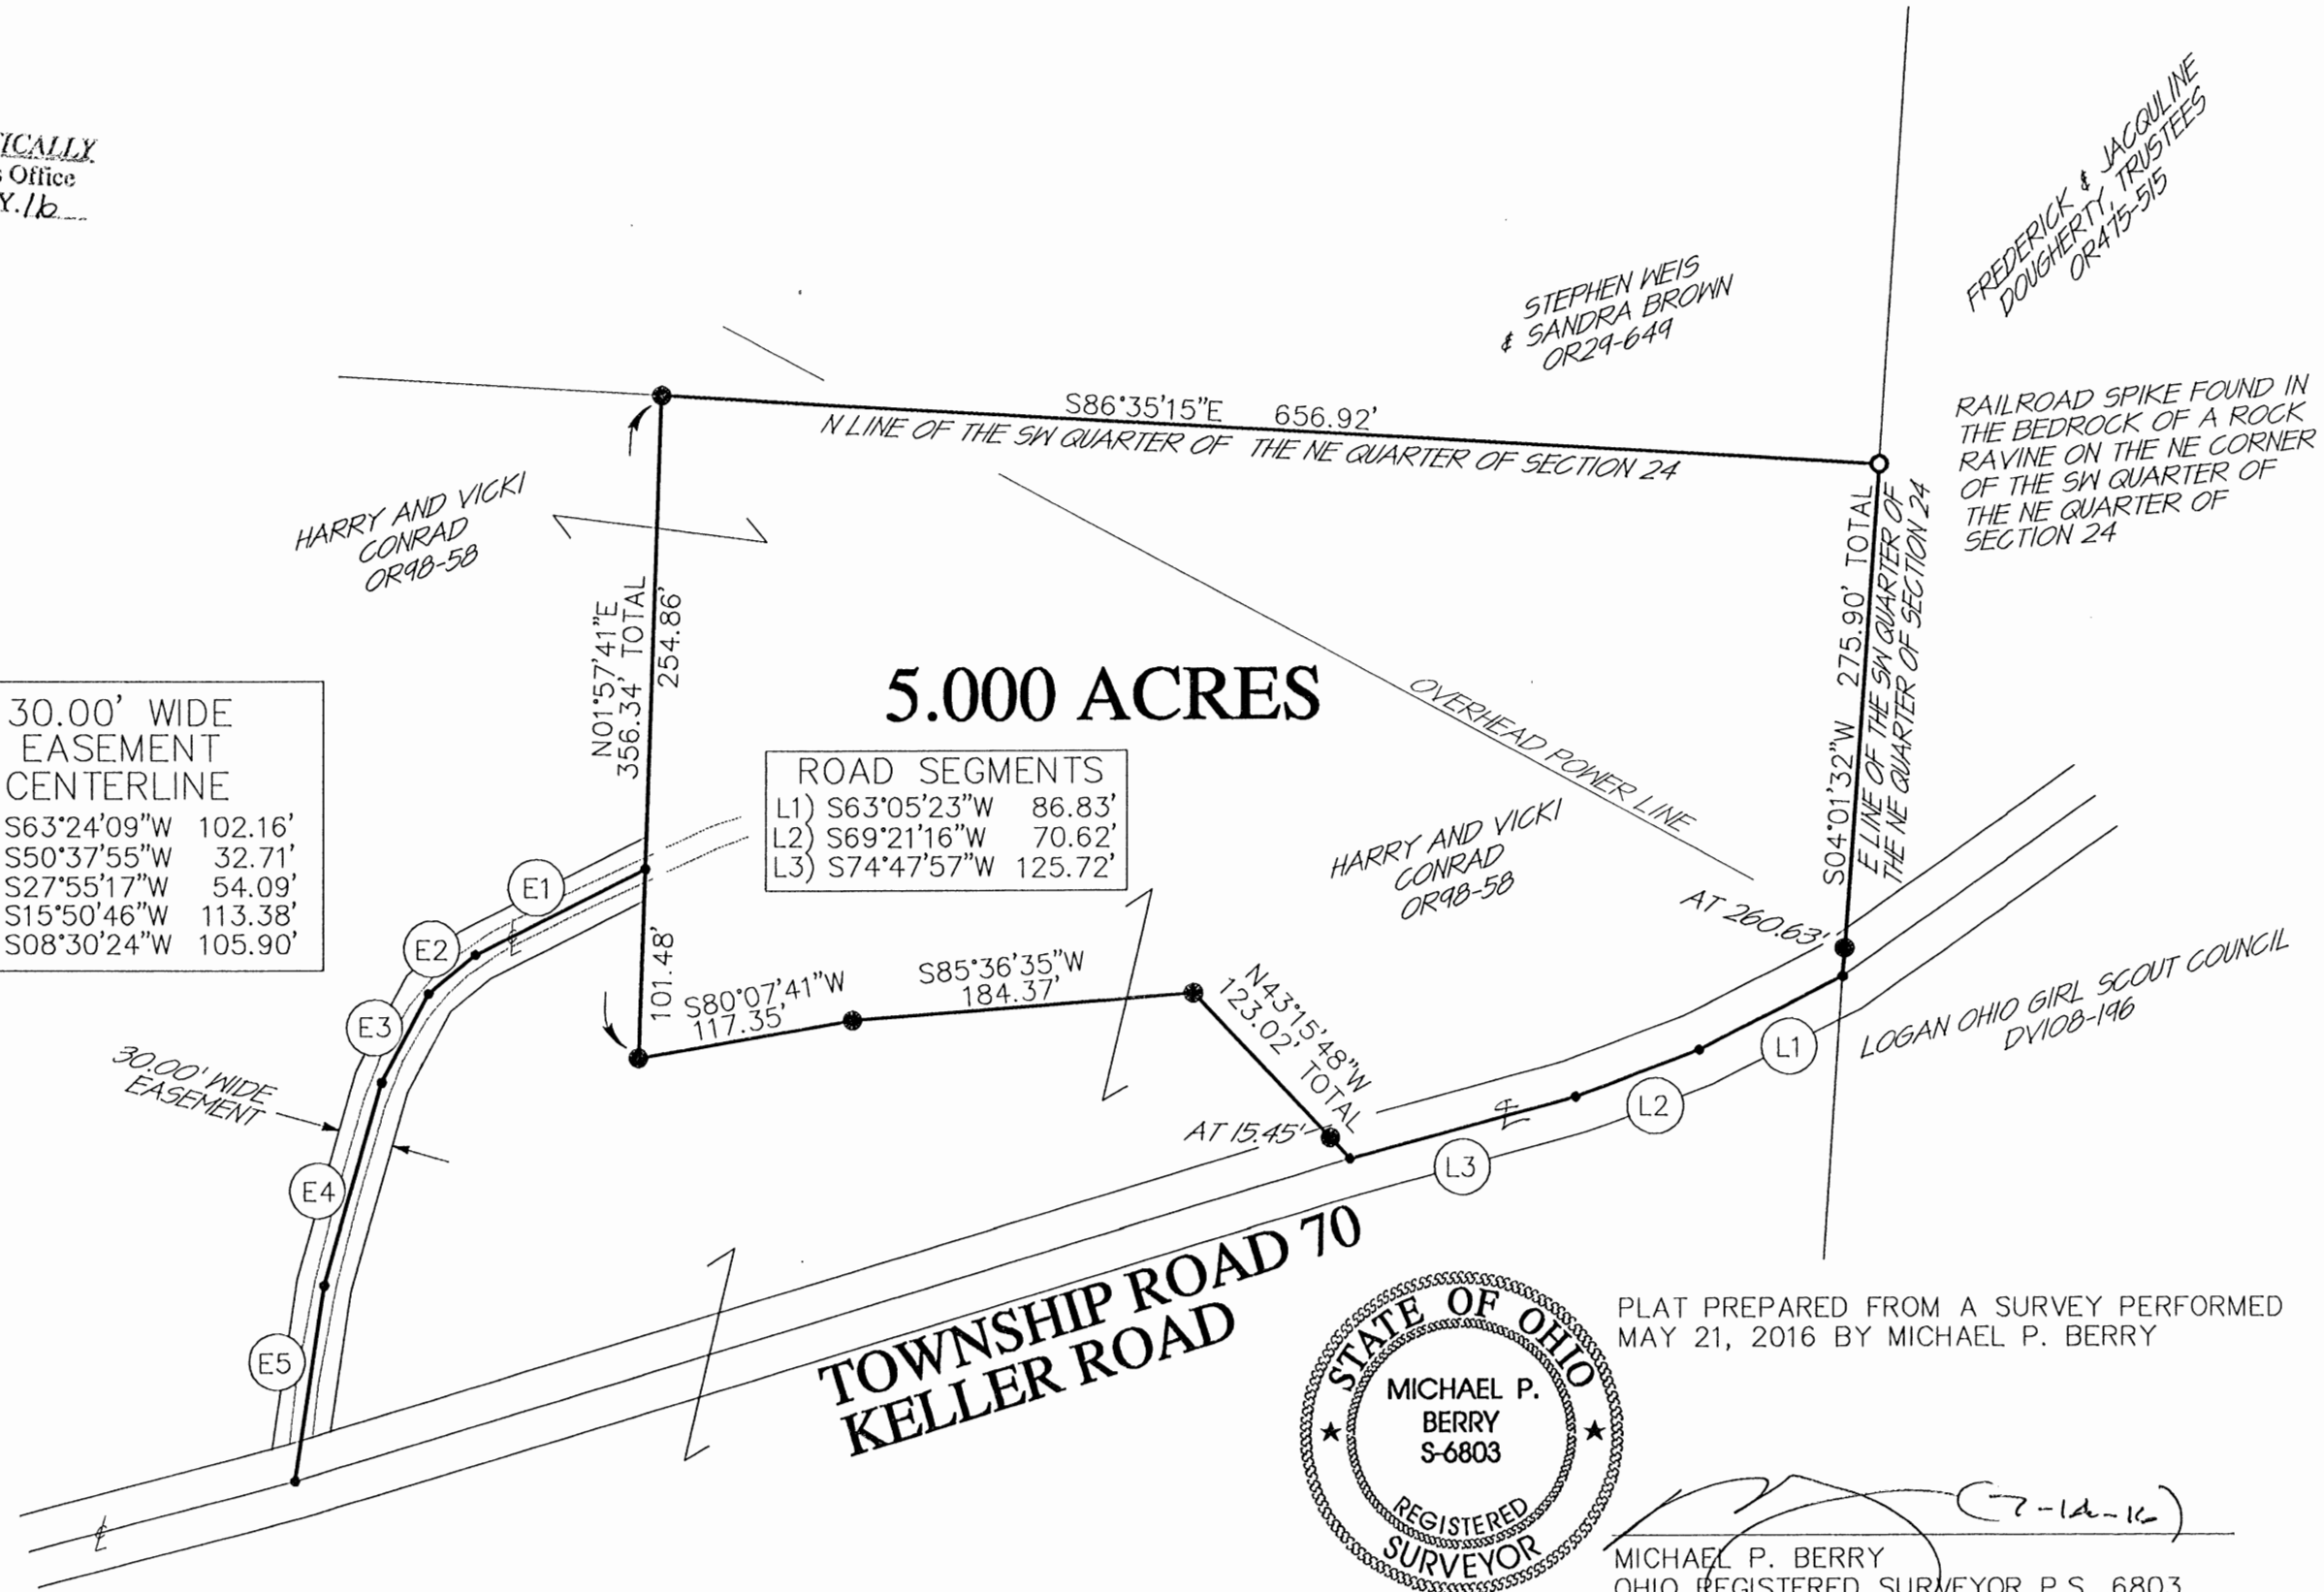 ICALLY
Office
Y.16
FREDERICK & JACQULINE
DOUGHERTY, TRUSTEES
OR475-515
STEPHEN WEIS
& SANDRA BROWN
OR29-649
S86°35'15"E 656.92'
N LINE OF THE SW QUARTER OF THE NE QUARTER OF SECTION 24
RAILROAD SPIKE FOUND IN
THE BEDROCK OF A ROCK
RAVINE ON THE NE CORNER
OF THE SW QUARTER OF
THE NE QUARTER OF
SECTION 24
HARRY AND VICKI
CONRAD
OR98-58
N01°57'41"E
356.34' TOTAL
254.86'
S04°01'32"W 275.90' TOTAL
E LINE OF THE SW QUARTER OF
THE NE QUARTER OF SECTION 24
5.000 ACRES
OVERHEAD POWER LINE
30.00' WIDE
EASEMENT
CENTERLINE
S63°24'09"W 102.16'
S50°37'55"W 32.71'
S27°55'17"W 54.09'
S15°50'46"W 113.38'
S08°30'24"W 105.90'
ROAD SEGMENTS
L1) S63°05'23"W 86.83'
L2) S69°21'16"W 70.62'
L3) S74°47'57"W 125.72'
HARRY AND VICKI
CONRAD
OR98-58
AT 260.63'
E1
E2
E3
E4
E5
101.48'
S80°07'41"W
117.35'
S85°36'35"W
184.37'
N43°15'48"W
123.02' TOTAL
AT 15.45'
L1
L2
L3
LOGAN OHIO GIRL SCOUT COUNCIL
DV108-196
30.00' WIDE
EASEMENT
TOWNSHIP ROAD 70
KELLER ROAD
STATE OF OHIO
MICHAEL P.
BERRY
S-6803
REGISTERED
SURVEYOR
PLAT PREPARED FROM A SURVEY PERFORMED
MAY 21, 2016 BY MICHAEL P. BERRY
MICHAEL P. BERRY
OHIO REGISTERED SURVEYOR P.S. 6803